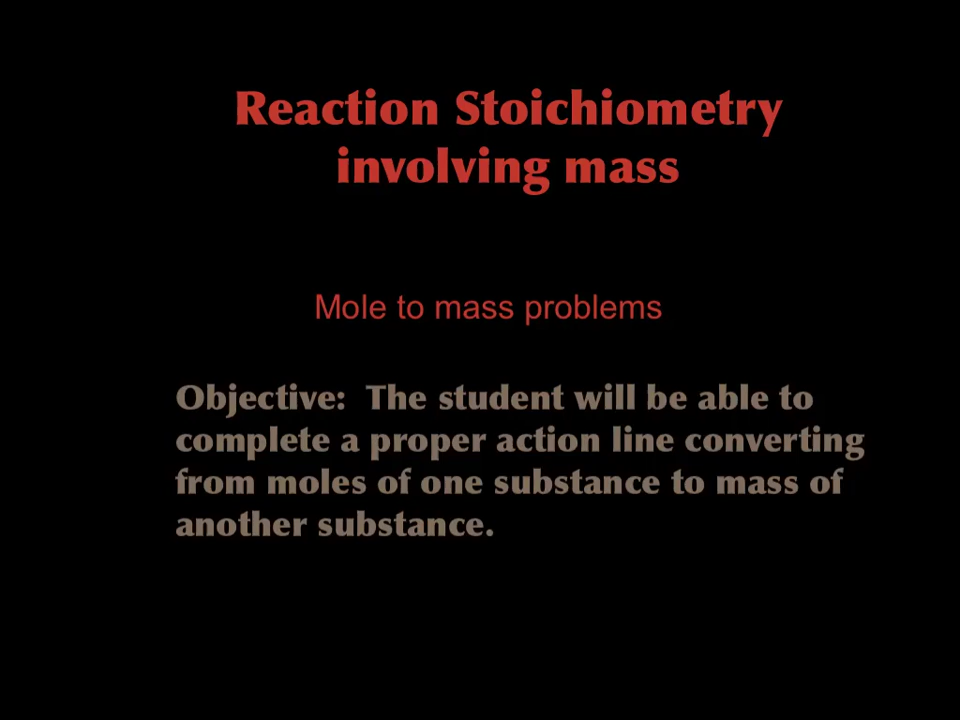 Reaction Stoichiometry
involving mass
Mole to mass problems
Objective:  The student will be able to
complete a proper action line converting
from moles of one substance to mass of
another substance.